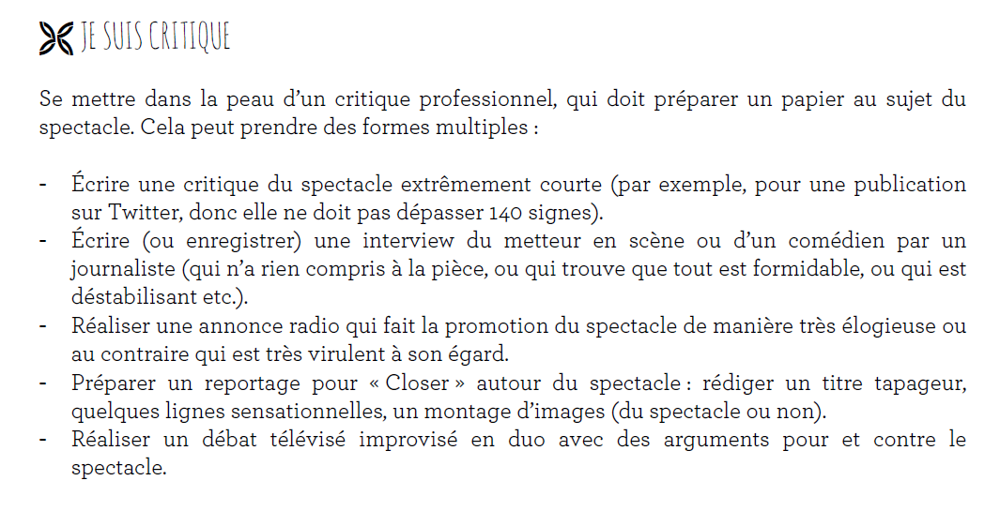 JE SUIS CRITIQUE
Se mettre dans la peau d’un critique professionnel, qui doit préparer un papier au sujet du
spectacle. Cela peut prendre des formes multiples :
- Écrire une critique du spectacle extrêmement courte (par exemple, pour une publication
sur Twitter, donc elle ne doit pas dépasser 140 signes).
- Écrire (ou enregistrer) une interview du metteur en scène ou d’un comédien par un
journaliste (qui n’a rien compris à la pièce, ou qui trouve que tout est formidable, ou qui est
déstabilisant etc.).
- Réaliser une annonce radio qui fait la promotion du spectacle de manière très élogieuse ou
au contraire qui est très virulent à son égard.
- Préparer un reportage pour « Closer » autour du spectacle : rédiger un titre tapageur,
quelques lignes sensationnelles, un montage d’images (du spectacle ou non).
- Réaliser un débat télévisé improvisé en duo avec des arguments pour et contre le
spectacle.